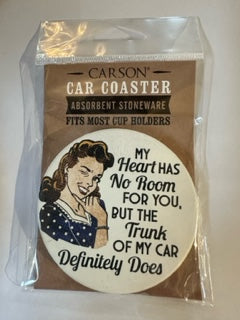 CARSON®
CAR COASTER
ABSORBENT STONEWARE
FITS MOST CUP HOLDERS
MY
Heart HAS
No Room
FOR YOU,
BUT THE
Trunk
OF MY CAR
Definitely Does